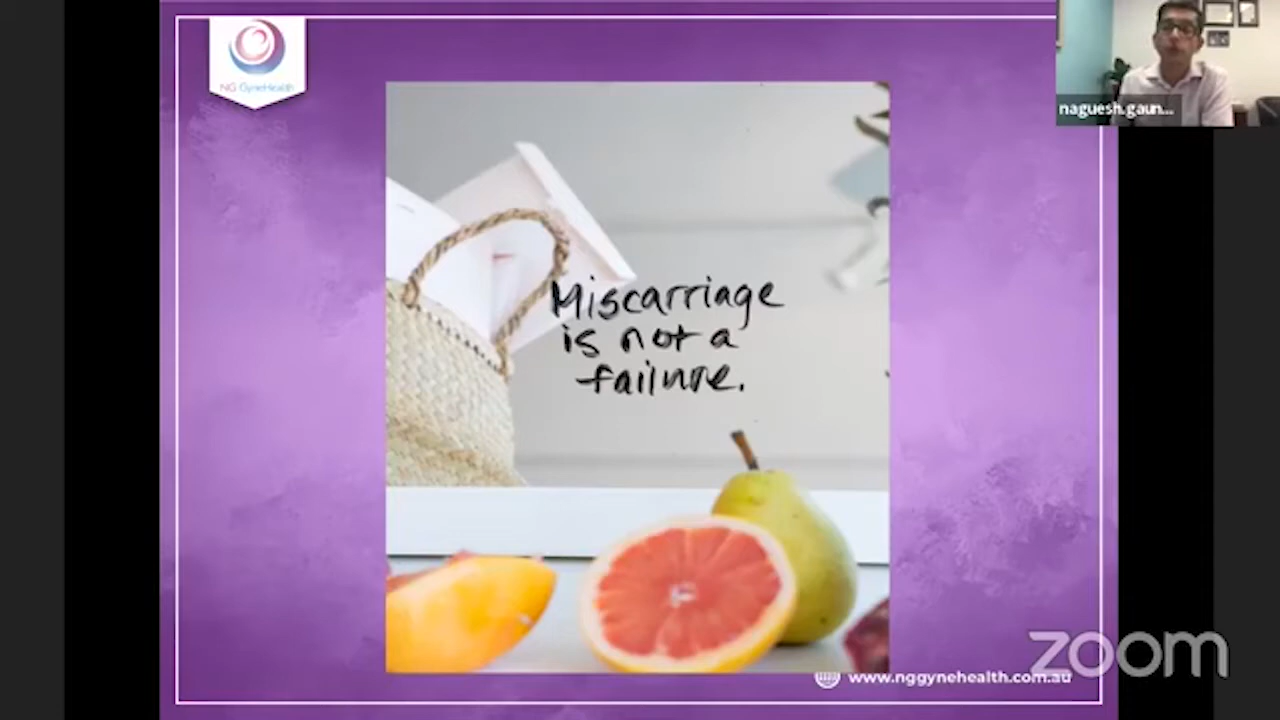 NG GyneHealth
naguesh.gaun...
Miscarriage
is not a
failure.
www.nggynehealth.com.au
zoom